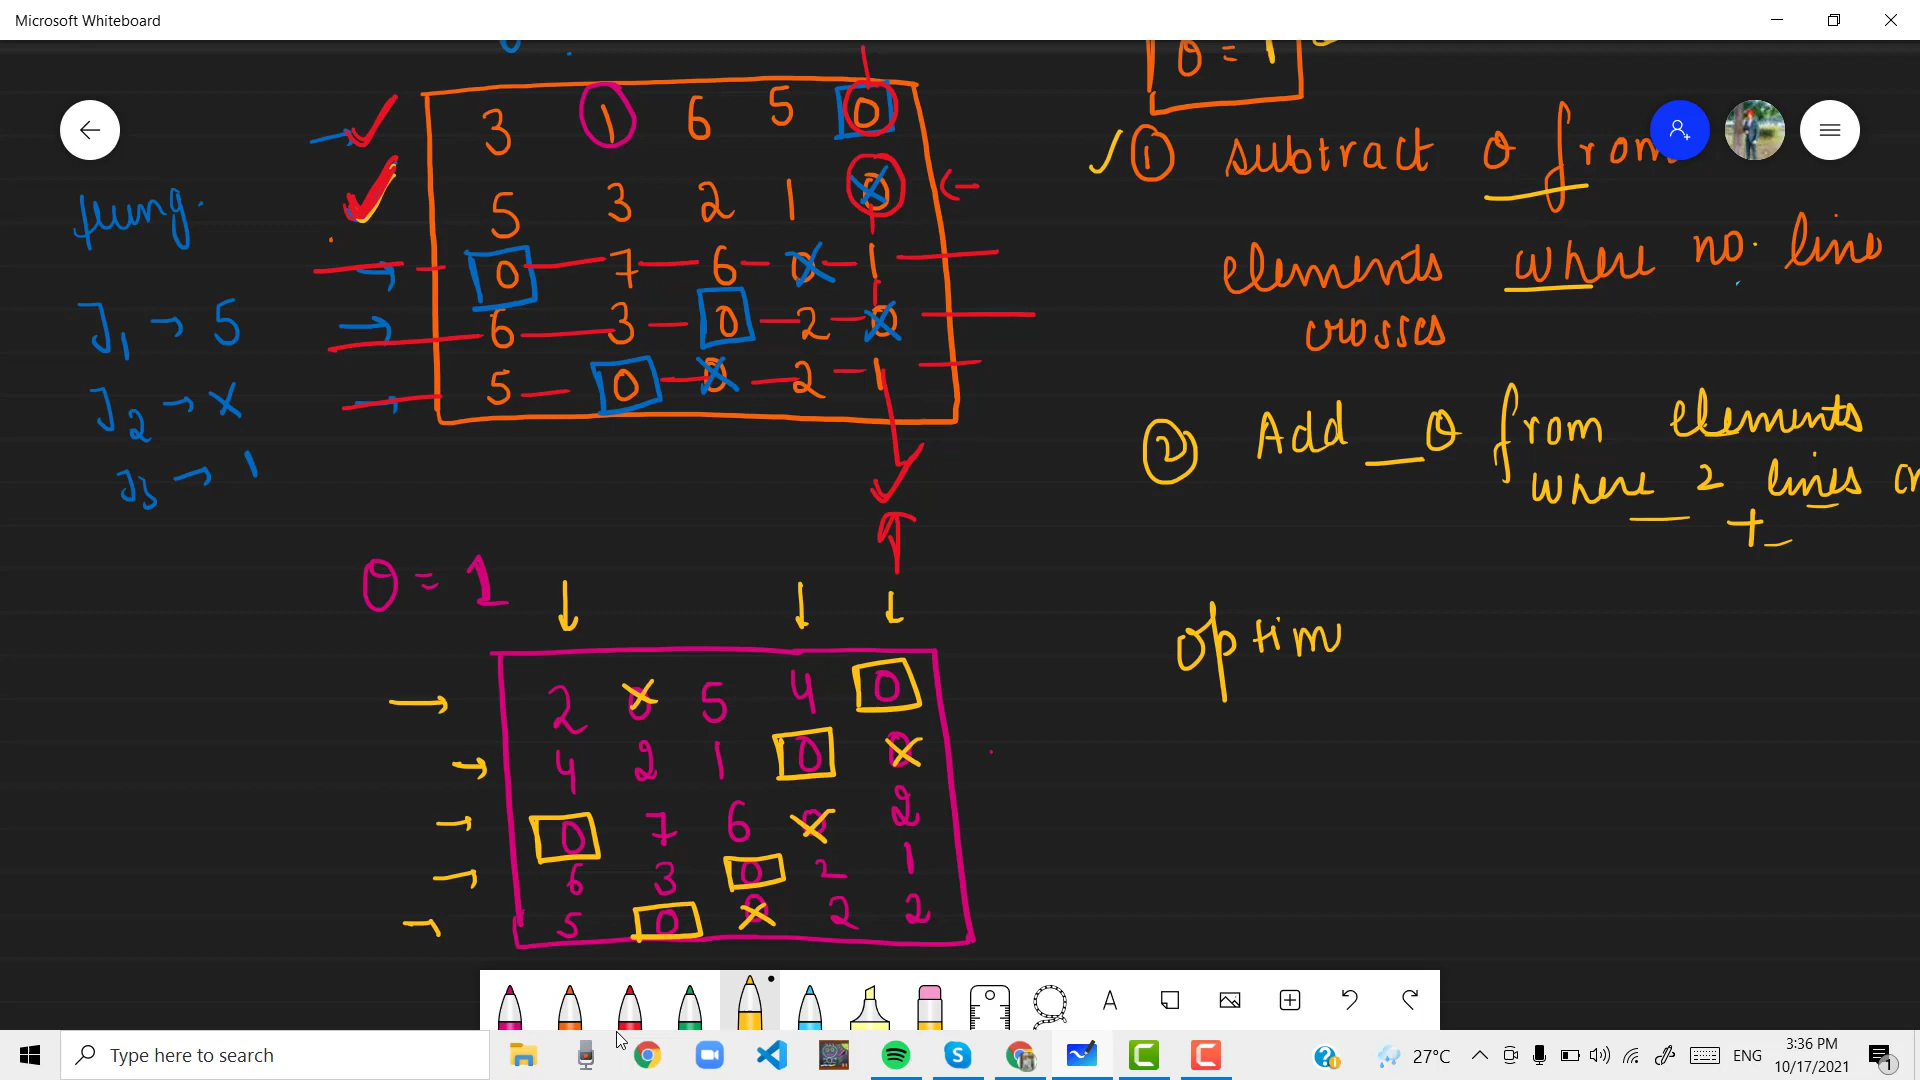 Microsoft Whiteboard
θ = 1
3 1 6 5 0
5 3 2 1 0
0 7 6 0 1
6 3 0 2 0
5 0 0 2 1
J1 → 5
J2 → x
J3 → 1
① subtract θ from
elements where no line
crosses
② Add θ from elements
where 2 lines
+
θ = 1
optim
2 0 5 4 0
4 2 1 0 0
0 7 6 0 2
6 3 0 2 1
5 0 0 2 2
Type here to search
27°C
ENG
3:36 PM
10/17/2021
1